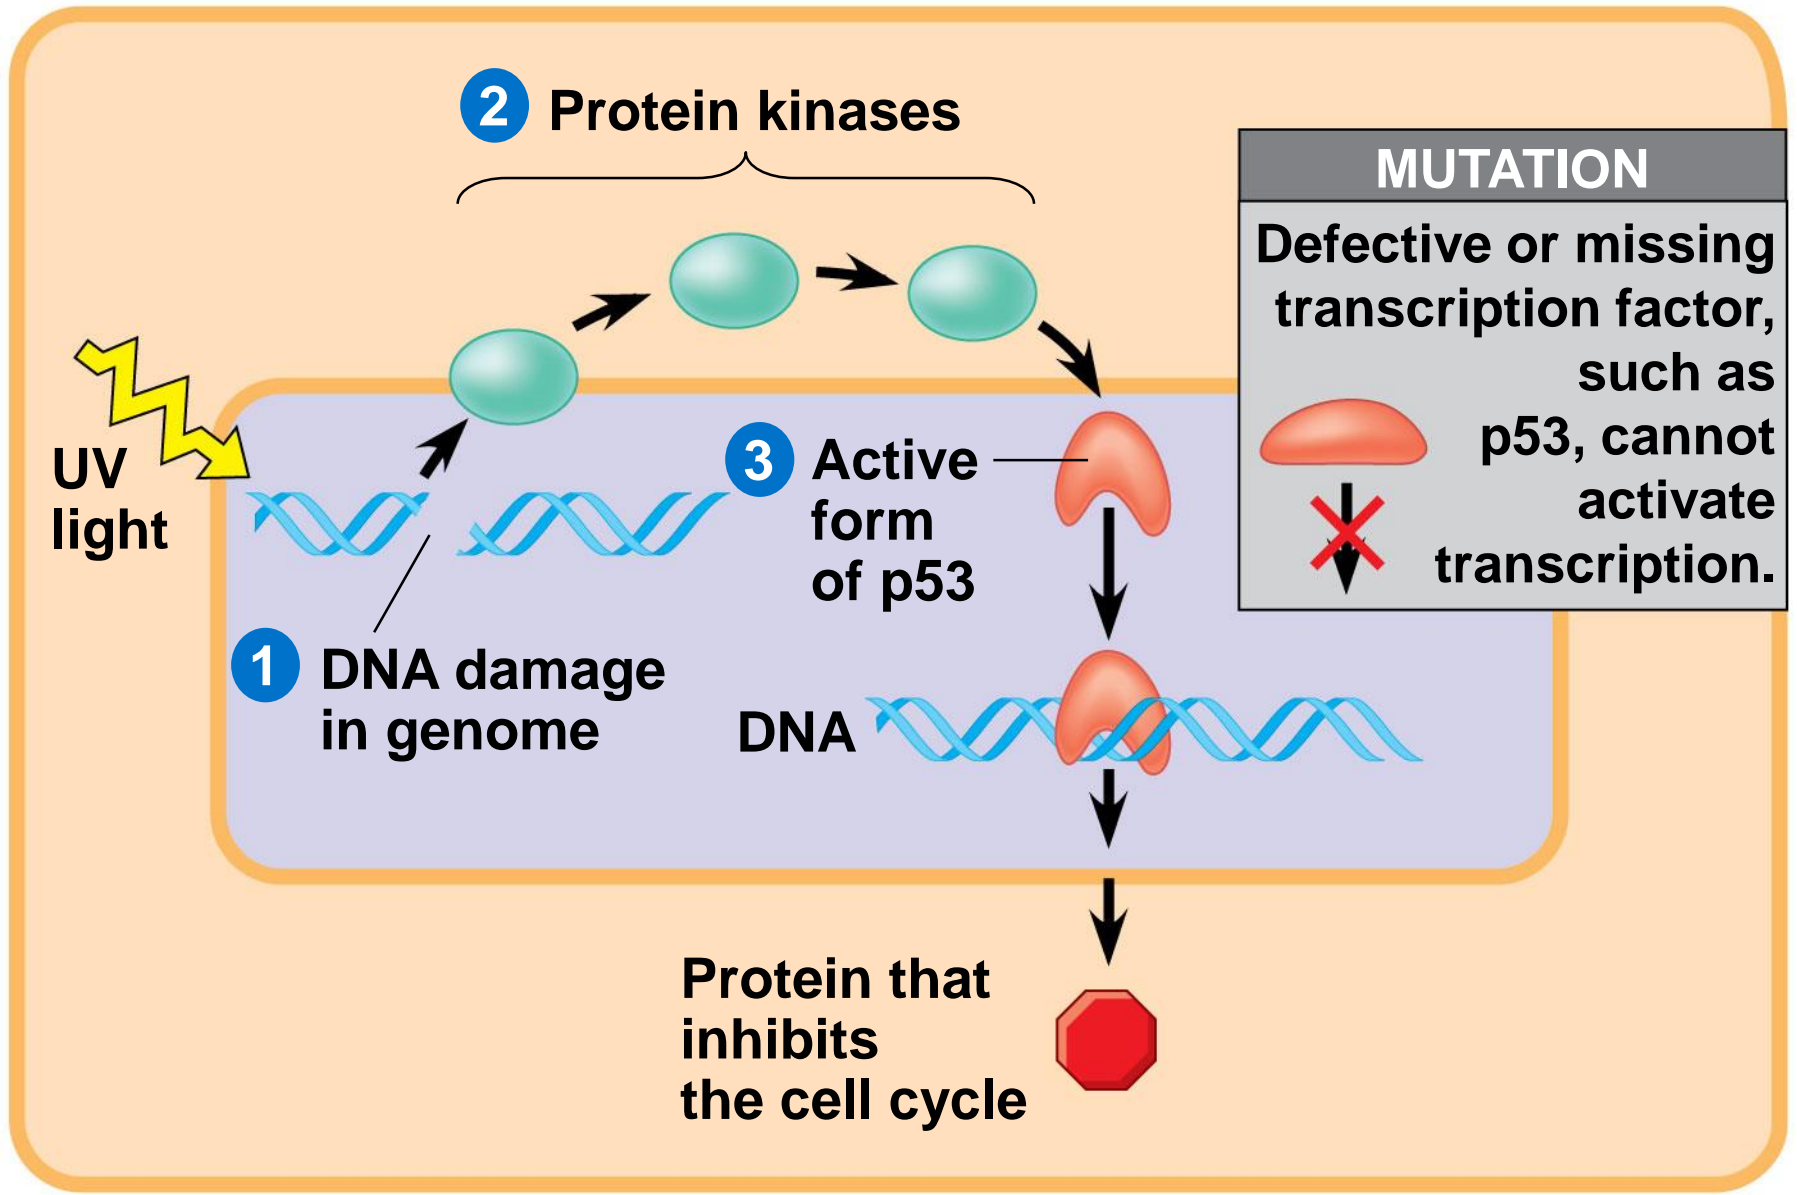 2 Protein kinases
MUTATION
Defective or missing
transcription factor,
such as
p53, cannot
activate
transcription.
UV
light
3 Active
form
of p53
1 DNA damage
in genome
DNA
Protein that
inhibits
the cell cycle